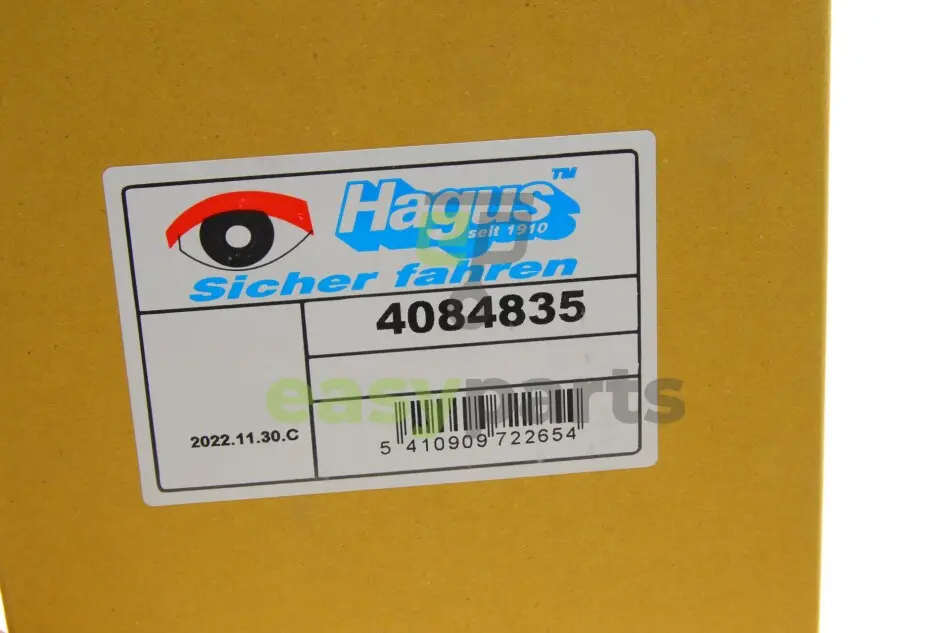 Hagus™
seit 1910
Sicher fahren
4084835
easyparts
2022.11.30.C
5 410909 722654